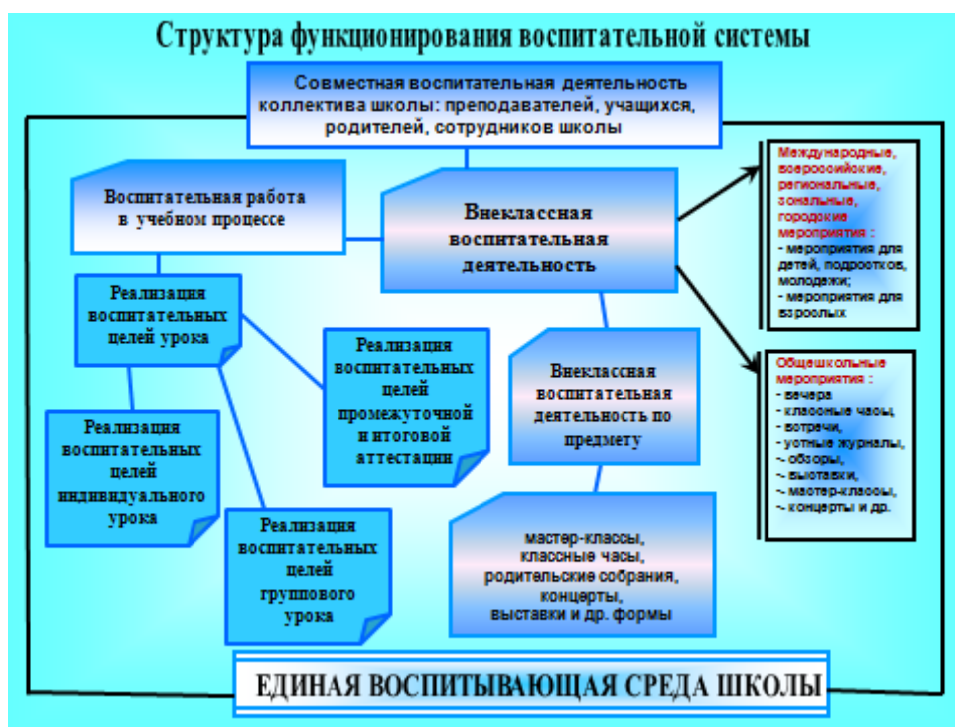 Структура функционирования воспитательной системы
Совместная воспитательная деятельность
коллектива школы: преподавателей, учащихся,
родителей, сотрудников школы
Воспитательная работа
в учебном процессе
Внеклассная
воспитательная
деятельность
Международные,
всероссийские,
региональные,
зональные,
городские
мероприятия :
- мероприятия для
детей, подростков,
молодежи;
- мероприятия для
взрослых
Реализация
воспитательных
целей урока
Реализация
воспитательных
целей
промежуточной
и итоговой
аттестации
Внеклассная
воспитательная
деятельность по
предмету
Общешкольные
мероприятия :
- вечера
- классные часы,
- встречи,
- устные журналы,
- обзоры,
- выставки,
- мастер-классы,
- концерты и др.
Реализация
воспитательных
целей
индивидуального
урока
Реализация
воспитательных
целей
группового
урока
мастер-классы,
классные часы,
родительские собрания,
концерты,
выставки и др. формы
ЕДИНАЯ ВОСПИТЫВАЮЩАЯ СРЕДА ШКОЛЫ